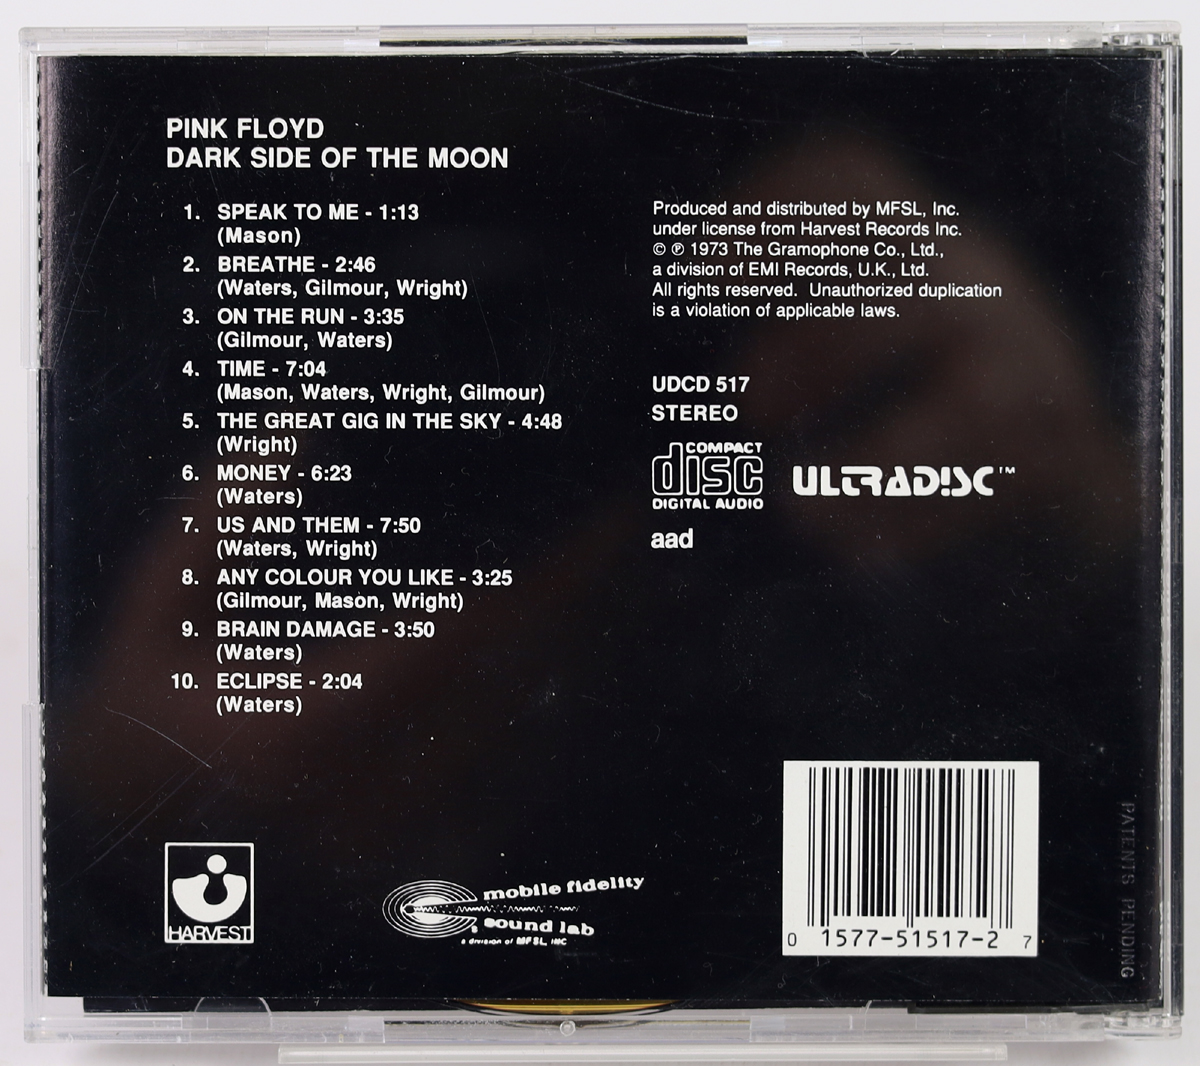 PINK FLOYD
DARK SIDE OF THE MOON
1. SPEAK TO ME - 1:13
(Mason)
2. BREATHE - 2:46
(Waters, Gilmour, Wright)
3. ON THE RUN - 3:35
(Gilmour, Waters)
4. TIME - 7:04
(Mason, Waters, Wright, Gilmour)
5. THE GREAT GIG IN THE SKY - 4:48
(Wright)
6. MONEY - 6:23
(Waters)
7. US AND THEM - 7:50
(Waters, Wright)
8. ANY COLOUR YOU LIKE - 3:25
(Gilmour, Mason, Wright)
9. BRAIN DAMAGE - 3:50
(Waters)
10. ECLIPSE - 2:04
(Waters)
Produced and distributed by MFSL, Inc.
under license from Harvest Records Inc.
© ℗ 1973 The Gramophone Co., Ltd.,
a division of EMI Records, U.K., Ltd.
All rights reserved. Unauthorized duplication
is a violation of applicable laws.
UDCD 517
STEREO
COMPACT
disc
DIGITAL AUDIO
ULTRADISC™
aad
HARVEST
mobile fidelity
sound lab
a division of MFSL, INC
0 1577-51517-2 7
PATENTS PENDING